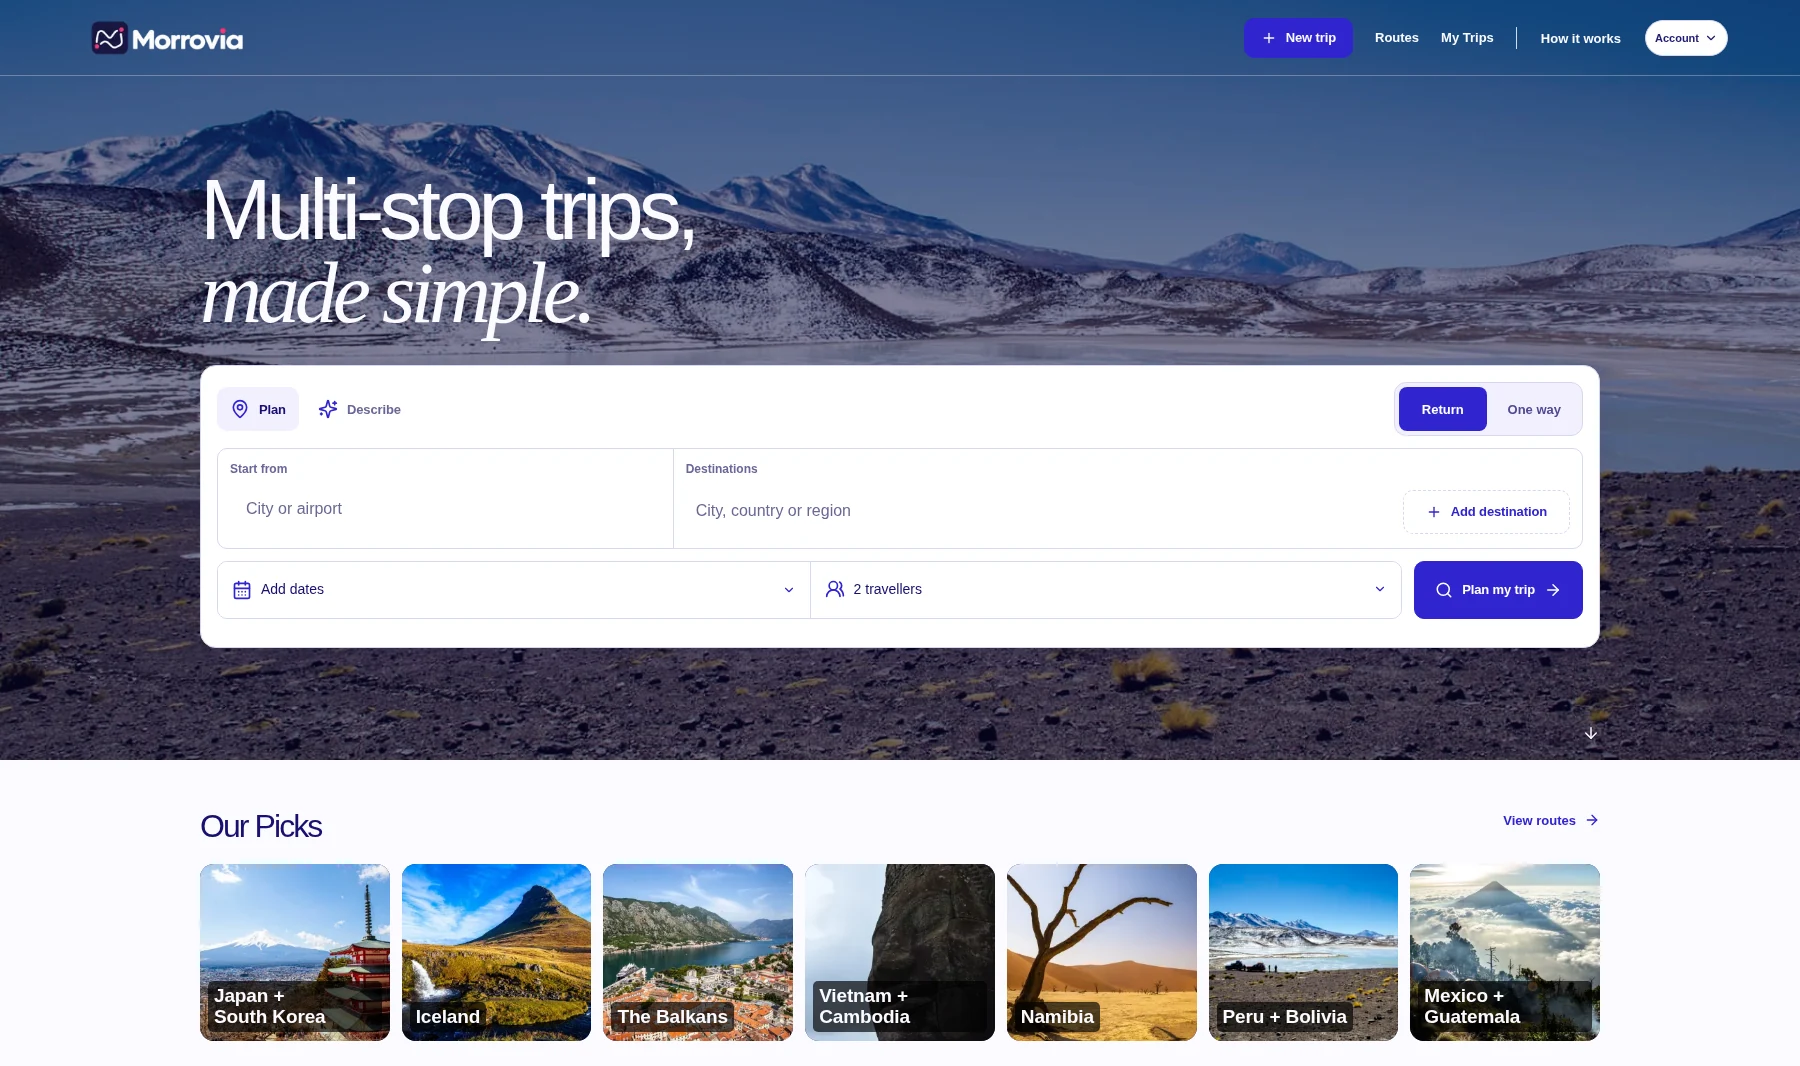 Morrovia
New trip
Routes
My Trips
How it works
Account
Multi-stop trips,
made simple.
Plan
Describe
Return
One way
Start from
City or airport
Destinations
City, country or region
Add destination
Add dates
2 travellers
Plan my trip
Our Picks
View routes
Japan +
South Korea
Iceland
The Balkans
Vietnam +
Cambodia
Namibia
Peru + Bolivia
Mexico +
Guatemala